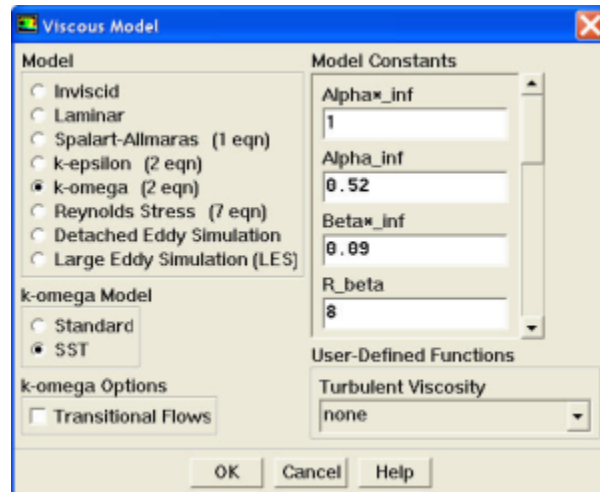 Viscous Model
Model
Inviscid
Laminar
Spalart-Allmaras (1 eqn)
k-epsilon (2 eqn)
k-omega (2 eqn)
Reynolds Stress (7 eqn)
Detached Eddy Simulation
Large Eddy Simulation (LES)
k-omega Model
Standard
SST
k-omega Options
Transitional Flows
Model Constants
Alpha*_inf
1
Alpha_inf
0.52
Beta*_inf
0.09
R_beta
8
User-Defined Functions
Turbulent Viscosity
none
OK Cancel Help